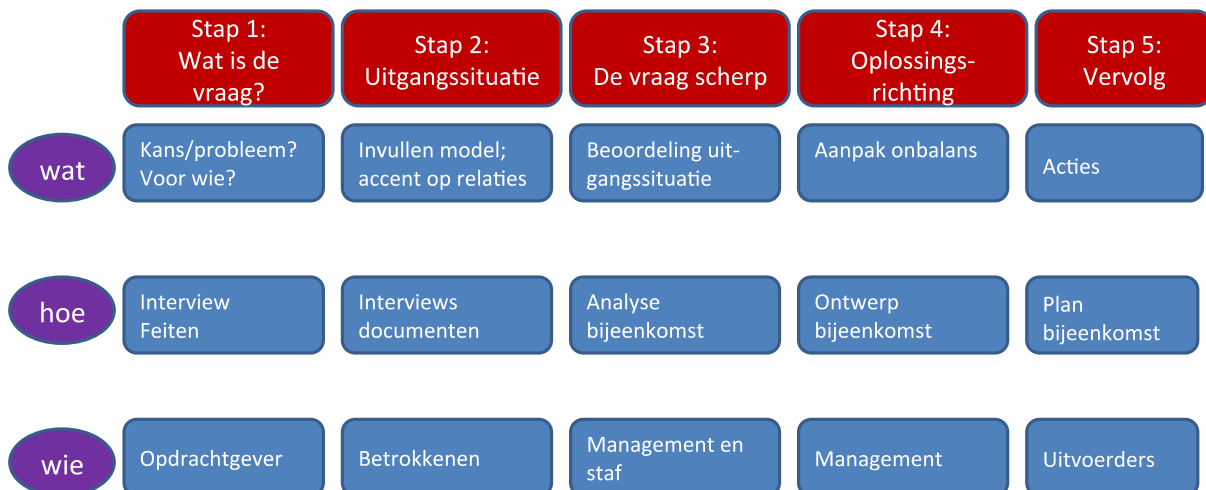 Stap 1:
Wat is de
vraag?
Stap 2:
Uitgangssituatie
Stap 3:
De vraag scherp
Stap 4:
Oplossings-
richting
Stap 5:
Vervolg
wat
Kans/probleem?
Voor wie?
Invullen model;
accent op relaties
Beoordeling uit-
gangssituatie
Aanpak onbalans
Acties
hoe
Interview
Feiten
Interviews
documenten
Analyse
bijeenkomst
Ontwerp
bijeenkomst
Plan
bijeenkomst
wie
Opdrachtgever
Betrokkenen
Management en
staf
Management
Uitvoerders